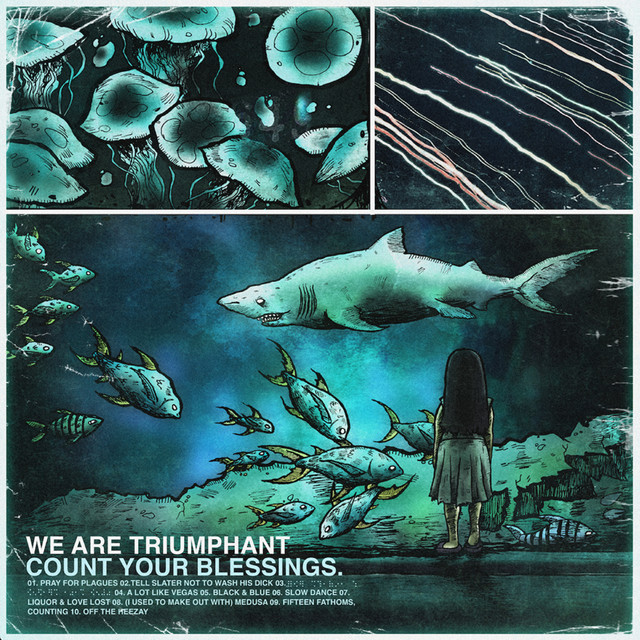 WE ARE TRIUMPHANT
COUNT YOUR BLESSINGS.
01. PRAY FOR PLAGUES 02.TELL SLATER NOT TO WASH HIS DICK 03.
04. A LOT LIKE VEGAS 05. BLACK & BLUE 06. SLOW DANCE 07.
LIQUOR & LOVE LOST 08. (I USED TO MAKE OUT WITH) MEDUSA 09. FIFTEEN FATHOMS,
COUNTING 10. OFF THE HEEZAY